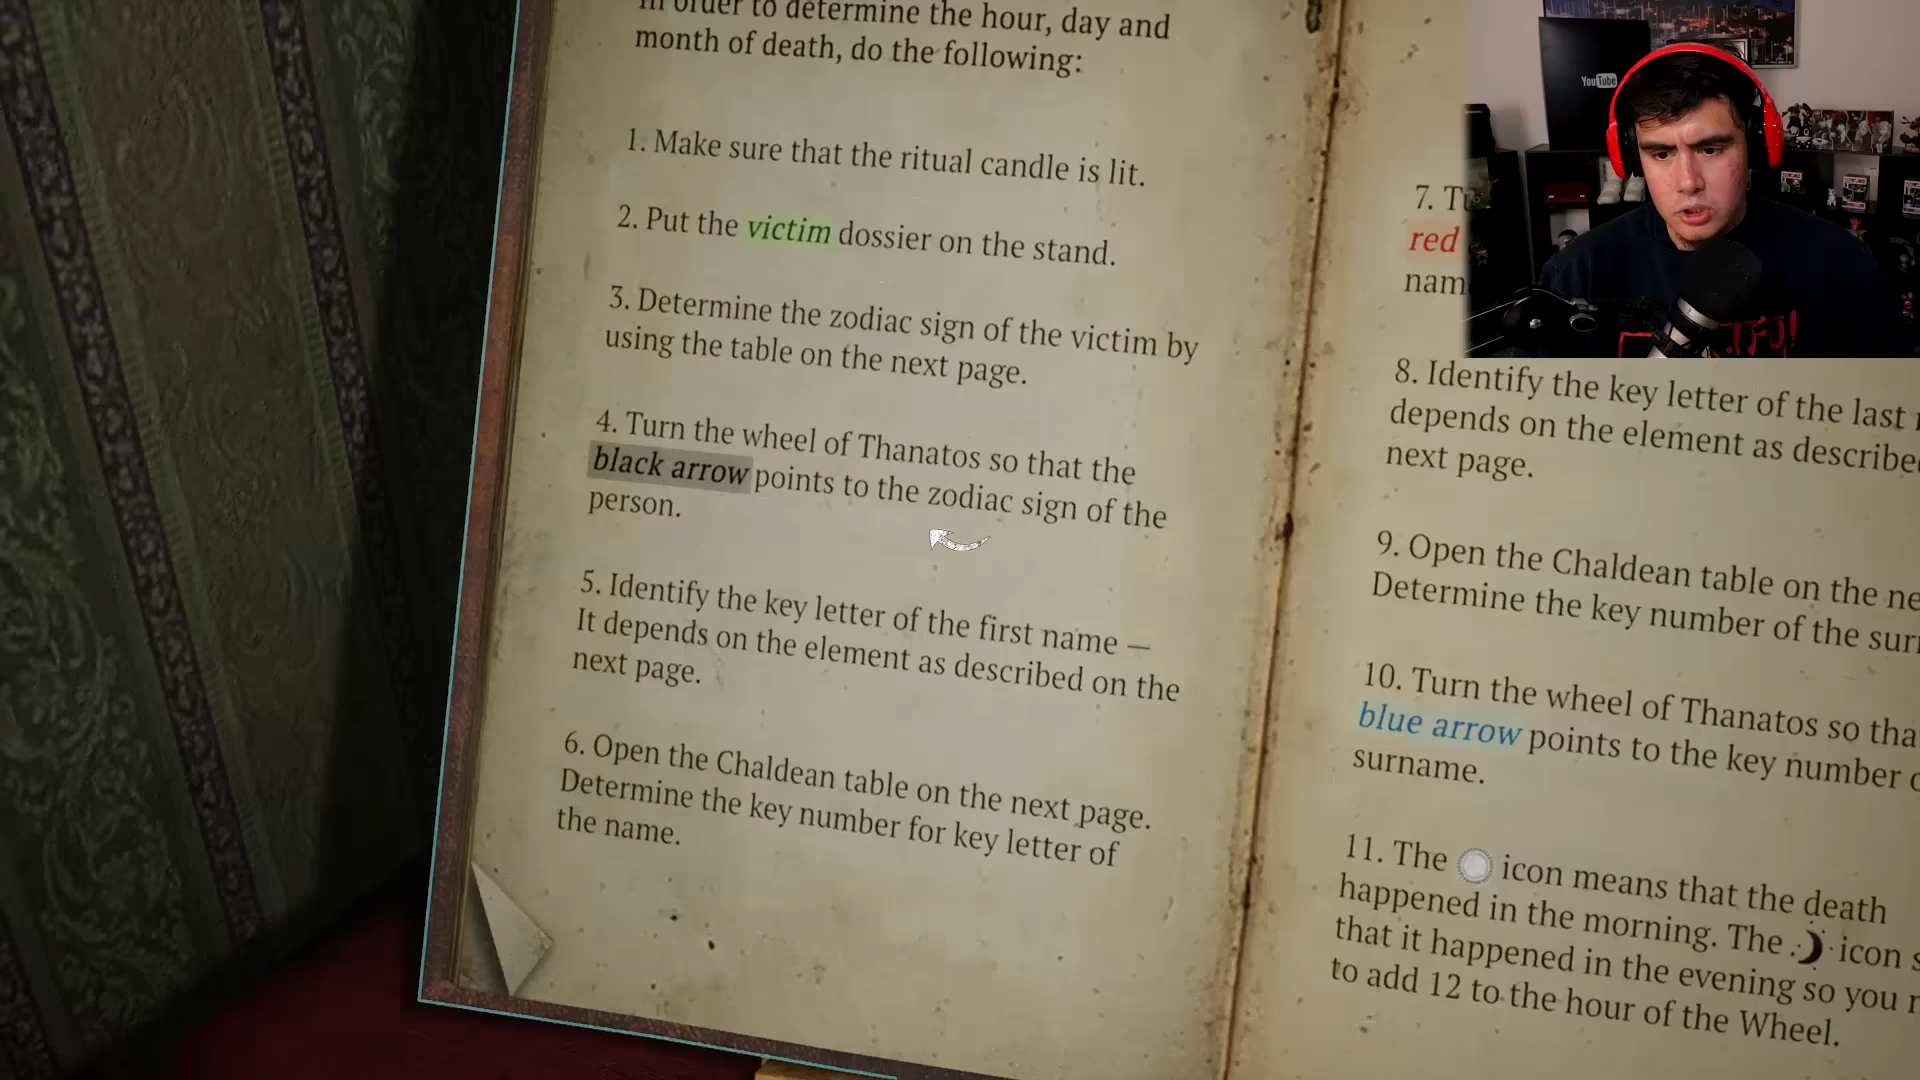 in order to determine the hour, day and
month of death, do the following:
1. Make sure that the ritual candle is lit.
2. Put the victim dossier on the stand.
3. Determine the zodiac sign of the victim by
using the table on the next page.
4. Turn the wheel of Thanatos so that the
black arrow points to the zodiac sign of the
person.
5. Identify the key letter of the first name —
It depends on the element as described on the
next page.
6. Open the Chaldean table on the next page.
Determine the key number for key letter of
the name.
7.
red
8. Identify the key letter of the last
depends on the element as
next page.
9. Open the Chaldean table on the
Determine the key number of the
10. Turn the wheel of Thanatos so
blue arrow points to the key number
surname.
11. The icon means that the death
happened in the morning. The icon
that it happened in the evening so you
to add 12 to the hour of the Wheel.
YouTube